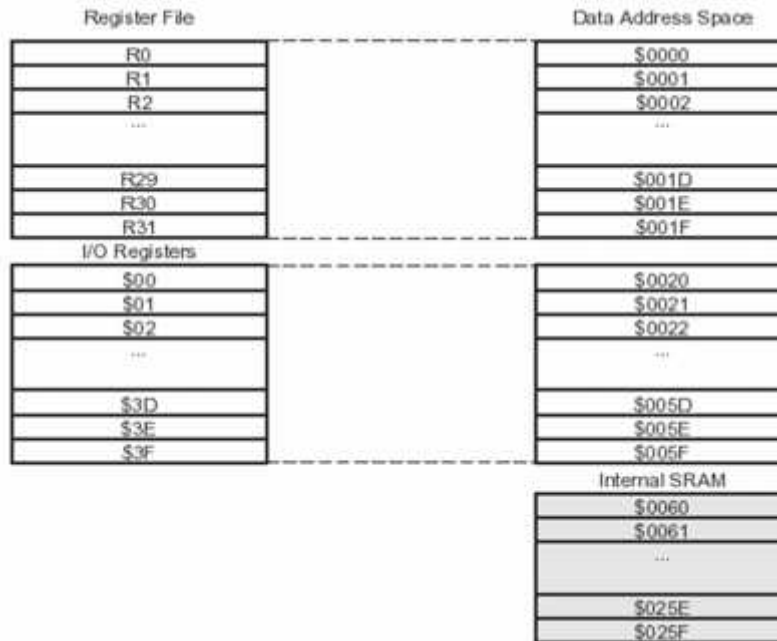 Register File
Data Address Space
R0
$0000
R1
$0001
R2
$0002
...
...
R29
$001D
R30
$001E
R31
$001F
I/O Registers
$00
$0020
$01
$0021
$02
$0022
...
...
$3D
$005D
$3E
$005E
$3F
$005F
Internal SRAM
$0060
$0061
...
$025E
$025F